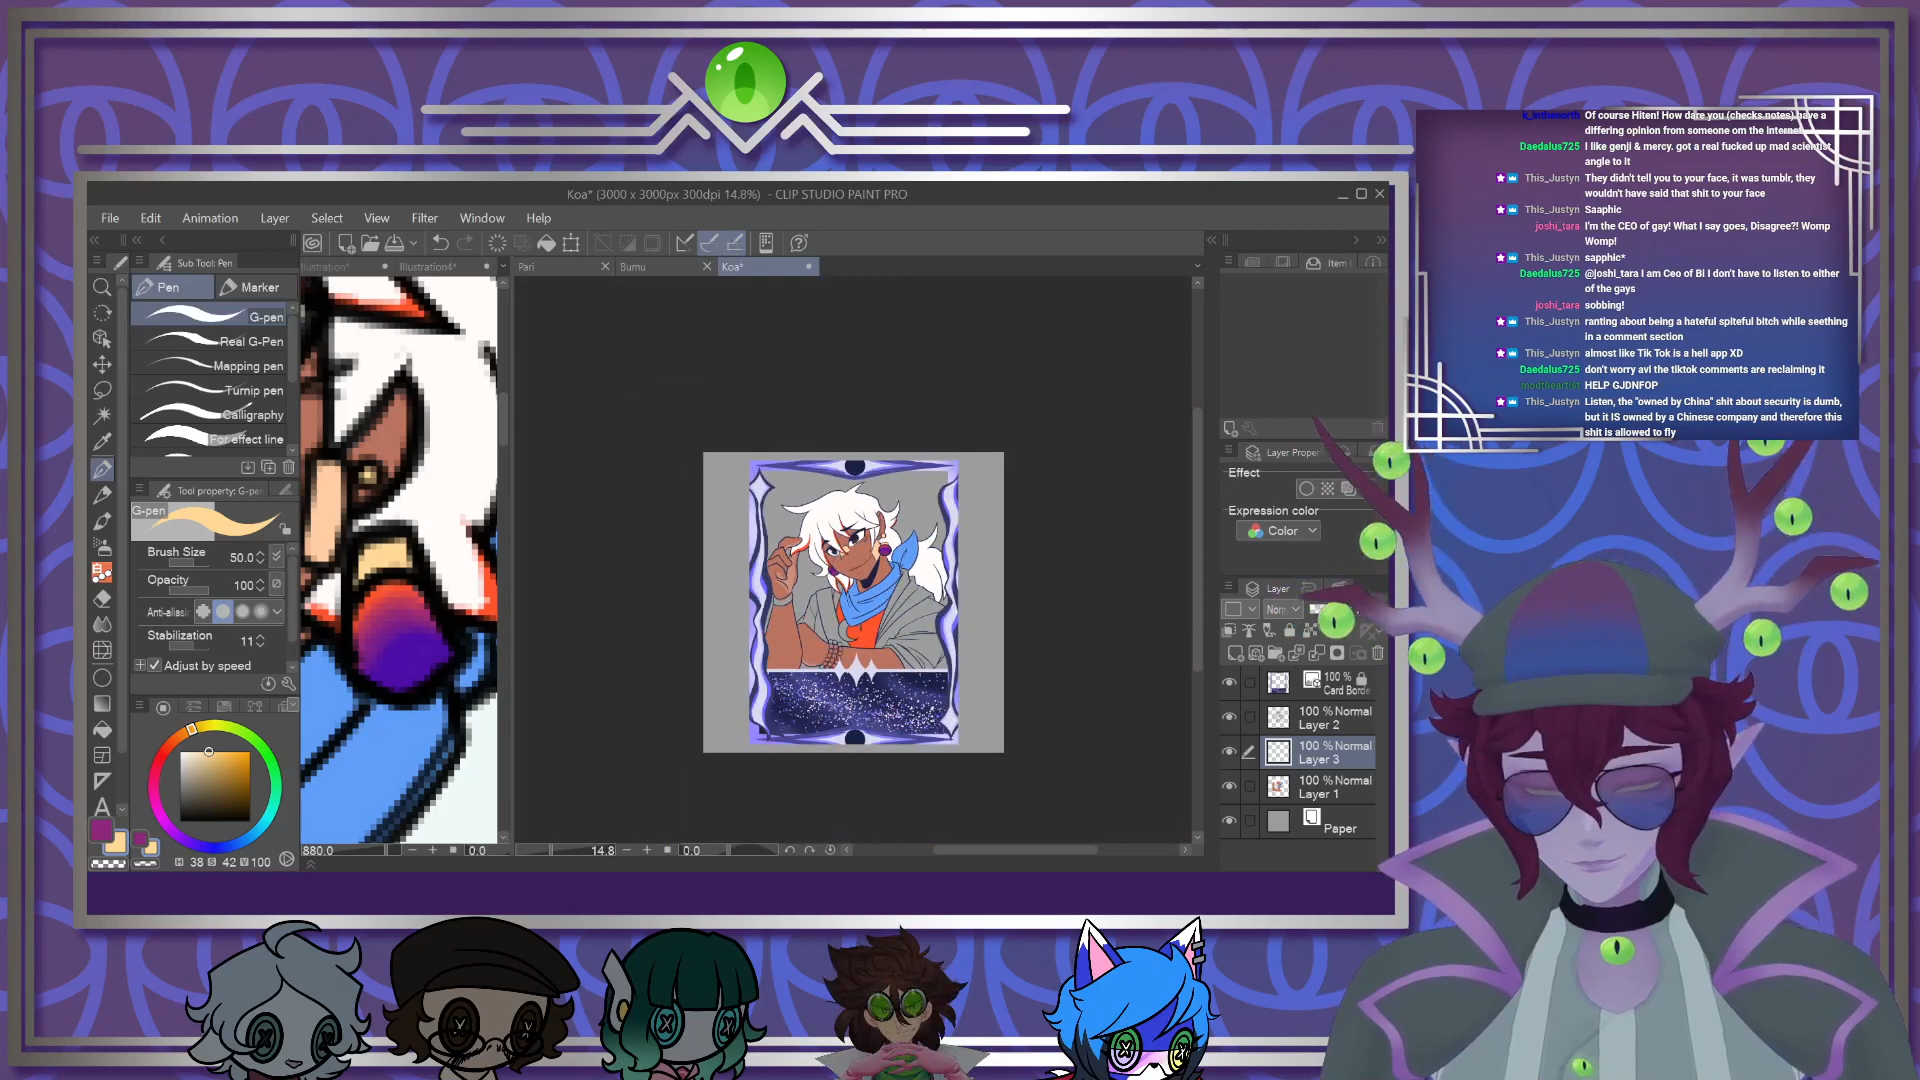 Koa* (3000 x 3000px 300dpi 14.8%) - CLIP STUDIO PAINT PRO
File Edit Animation Layer Select View Filter Window Help
Sub Tool: Pen
Illustration* Illustration4* Pari Bumu Koa*
Pen Marker
G-pen
Real G-Pen
Mapping pen
Turnip pen
Calligraphy
For effect line
Tool property: G-pen
G-pen
Brush Size 50.0
Opacity 100
Anti-aliasi
Stabilization 11
Adjust by speed
H 38 S 42 V 100
880.0 0.0
14.8 0.0
Item
Layer Proper
Effect
Expression color
Color
Layer
Norn
100 %
Card Borde
100 % Normal
Layer 2
100 % Normal
Layer 3
100 % Normal
Layer 1
Paper
k_inthenorth Of course Hiten! How dare you (checks notes) have a
differing opinion from someone om the internet
Daedalus725 I like genji & mercy. got a real fucked up mad scientist
angle to it
This_Justyn They didn't tell you to your face, it was tumblr, they
wouldn't have said that shit to your face
This_Justyn Saaphic
joshi_tara I'm the CEO of gay! What I say goes, Disagree?! Womp
Womp!
This_Justyn sapphic*
Daedalus725 @joshi_tara I am Ceo of Bi I don't have to listen to either
of the gays
joshi_tara sobbing!
This_Justyn ranting about being a hateful spiteful bitch while seething
in a comment section
This_Justyn almost like Tik Tok is a hell app XD
Daedalus725 don't worry avi the tiktok comments are reclaiming it
modtheartist HELP GJDNFOP
This_Justyn Listen, the "owned by China" shit about security is dumb,
but it IS owned by a Chinese company and therefore this
shit is allowed to fly